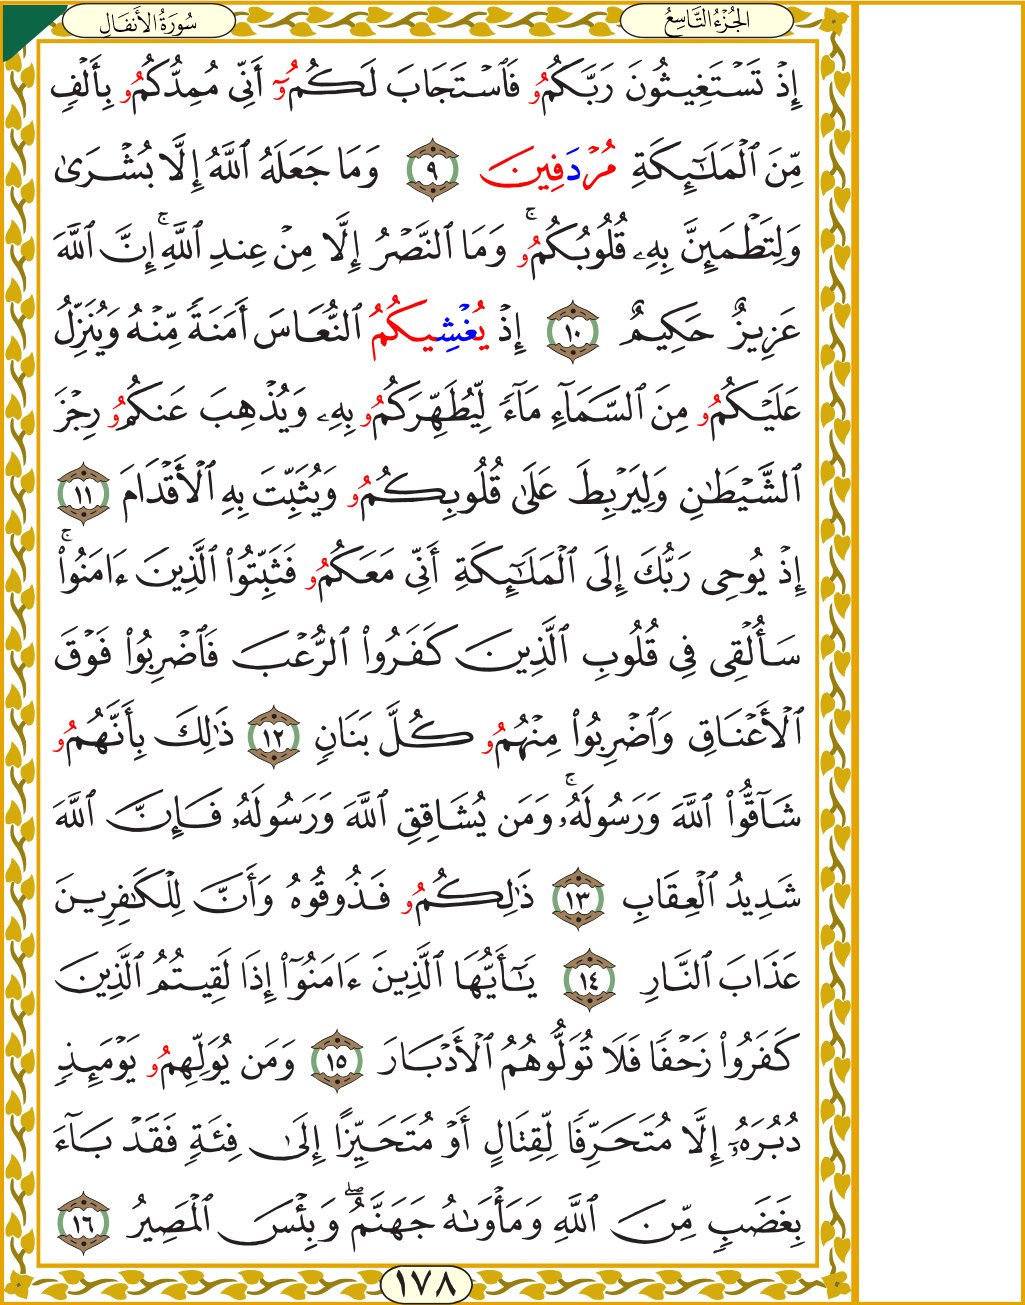 الجُزْءُ التَّاسِعُ
سُورَةُ الأَنفَالِ
إِذْ تَسْتَغِيثُونَ رَبَّكُمُو فَٱسْتَجَابَ لَكُمُوٓ أَنِّى مُمِدُّكُمُو بِأَلْفٍ
مِّنَ ٱلْمَلَـٰٓئِكَةِ مُرْدَفِينَ ٩ وَمَا جَعَلَهُ ٱللَّهُ إِلَّا بُشْرَىٰ
وَلِتَطْمَئِنَّ بِهِۦ قُلُوبُكُمُوۚ وَمَا ٱلنَّصْرُ إِلَّا مِنْ عِندِ ٱللَّهِۚ إِنَّ ٱللَّهَ
عَزِيزٌ حَكِيمٌ ١٠ إِذْ يُغْشِيكُمُ ٱلنُّعَاسَ أَمَنَةً مِّنْهُ وَيُنَزِّلُ
عَلَيْكُمُو مِنَ ٱلسَّمَآءِ مَآءً لِّيُطَهِّرَكُمُو بِهِۦ وَيُذْهِبَ عَنكُمُو رِجْزَ
ٱلشَّيْطَـٰنِ وَلِيَرْبِطَ عَلَىٰ قُلُوبِكُمُو وَيُثَبِّتَ بِهِ ٱلْأَقْدَامَ ١١
إِذْ يُوحِى رَبُّكَ إِلَى ٱلْمَلَـٰٓئِكَةِ أَنِّى مَعَكُمُو فَثَبِّتُوا۟ ٱلَّذِينَ ءَامَنُوا۟ۚ
سَأُلْقِى فِى قُلُوبِ ٱلَّذِينَ كَفَرُوا۟ ٱلرُّعْبَ فَٱضْرِبُوا۟ فَوْقَ
ٱلْأَعْنَاقِ وَٱضْرِبُوا۟ مِنْهُمُو كُلَّ بَنَانٍ ١٢ ذَٰلِكَ بِأَنَّهُمُو
شَآقُّوا۟ ٱللَّهَ وَرَسُولَهُۥۚ وَمَن يُشَاقِقِ ٱللَّهَ وَرَسُولَهُۥ فَإِنَّ ٱللَّهَ
شَدِيدُ ٱلْعِقَابِ ١٣ ذَٰلِكُمُو فَذُوقُوهُ وَأَنَّ لِلْكَـٰفِرِينَ
عَذَابَ ٱلنَّارِ ١٤ يَـٰٓأَيُّهَا ٱلَّذِينَ ءَامَنُوٓا۟ إِذَا لَقِيتُمُ ٱلَّذِينَ
كَفَرُوا۟ زَحْفًا فَلَا تُوَلُّوهُمُ ٱلْأَدْبَارَ ١٥ وَمَن يُوَلِّهِمُو يَوْمَئِذٍ
دُبُرَهُۥٓ إِلَّا مُتَحَرِّفًا لِّقِتَالٍ أَوْ مُتَحَيِّزًا إِلَىٰ فِئَةٍ فَقَدْ بَآءَ
بِغَضَبٍ مِّنَ ٱللَّهِ وَمَأْوَىٰهُ جَهَنَّمُۖ وَبِئْسَ ٱلْمَصِيرُ ١٦
١٧٨